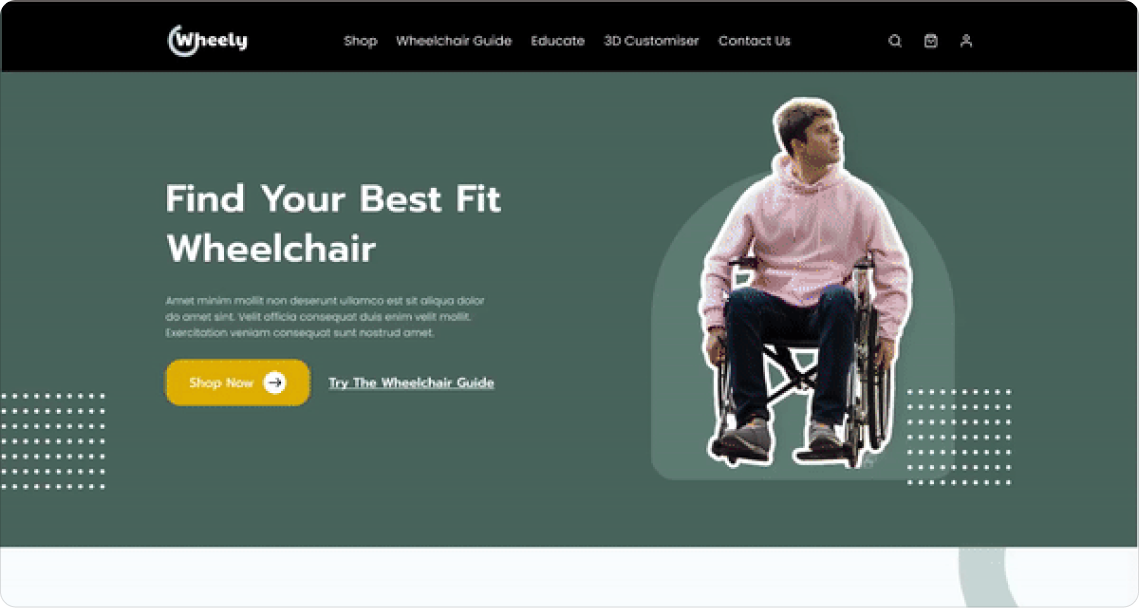 Wheely
Shop Wheelchair Guide Educate 3D Customiser Contact Us
Find Your Best Fit
Wheelchair
Amet minim mollit non deserunt ullamco est sit aliqua dolor
do amet sint. Velit officia consequat duis enim velit mollit.
Exercitation veniam consequat sunt nostrud amet.
Shop Now Try The Wheelchair Guide